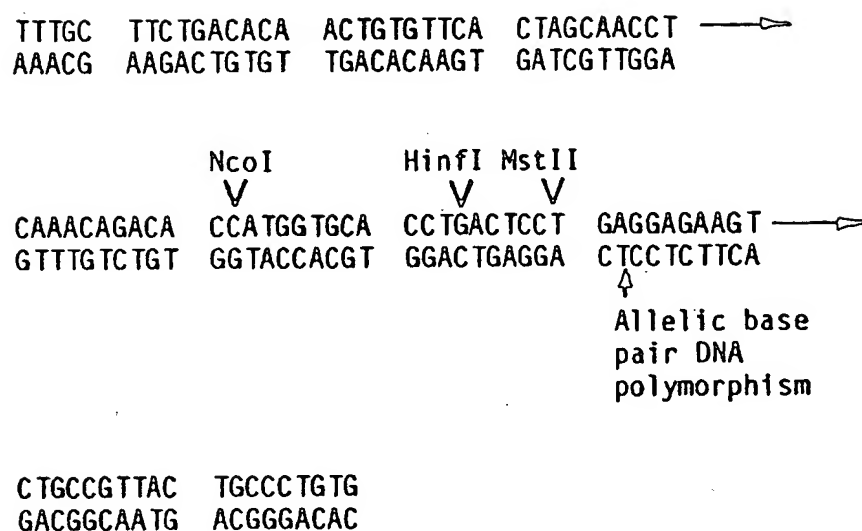 TTTGC TTCTGACACA ACTGTGTTCA CTAGCAACCT
AAACG AAGACTGTGT TGACACAAGT GATCGTTGGA
NcoI HinfI MstII
CAAACAGACA CCATGGTGCA CCTGACTCCT GAGGAGAAGT
GTTTGTCTGT GGTACCACGT GGACTGAGGA CTCCTCTTCA
Allelic base
pair DNA
polymorphism
CTGCCGTTAC TGCCCTGTG
GACGGCAATG ACGGGACAC